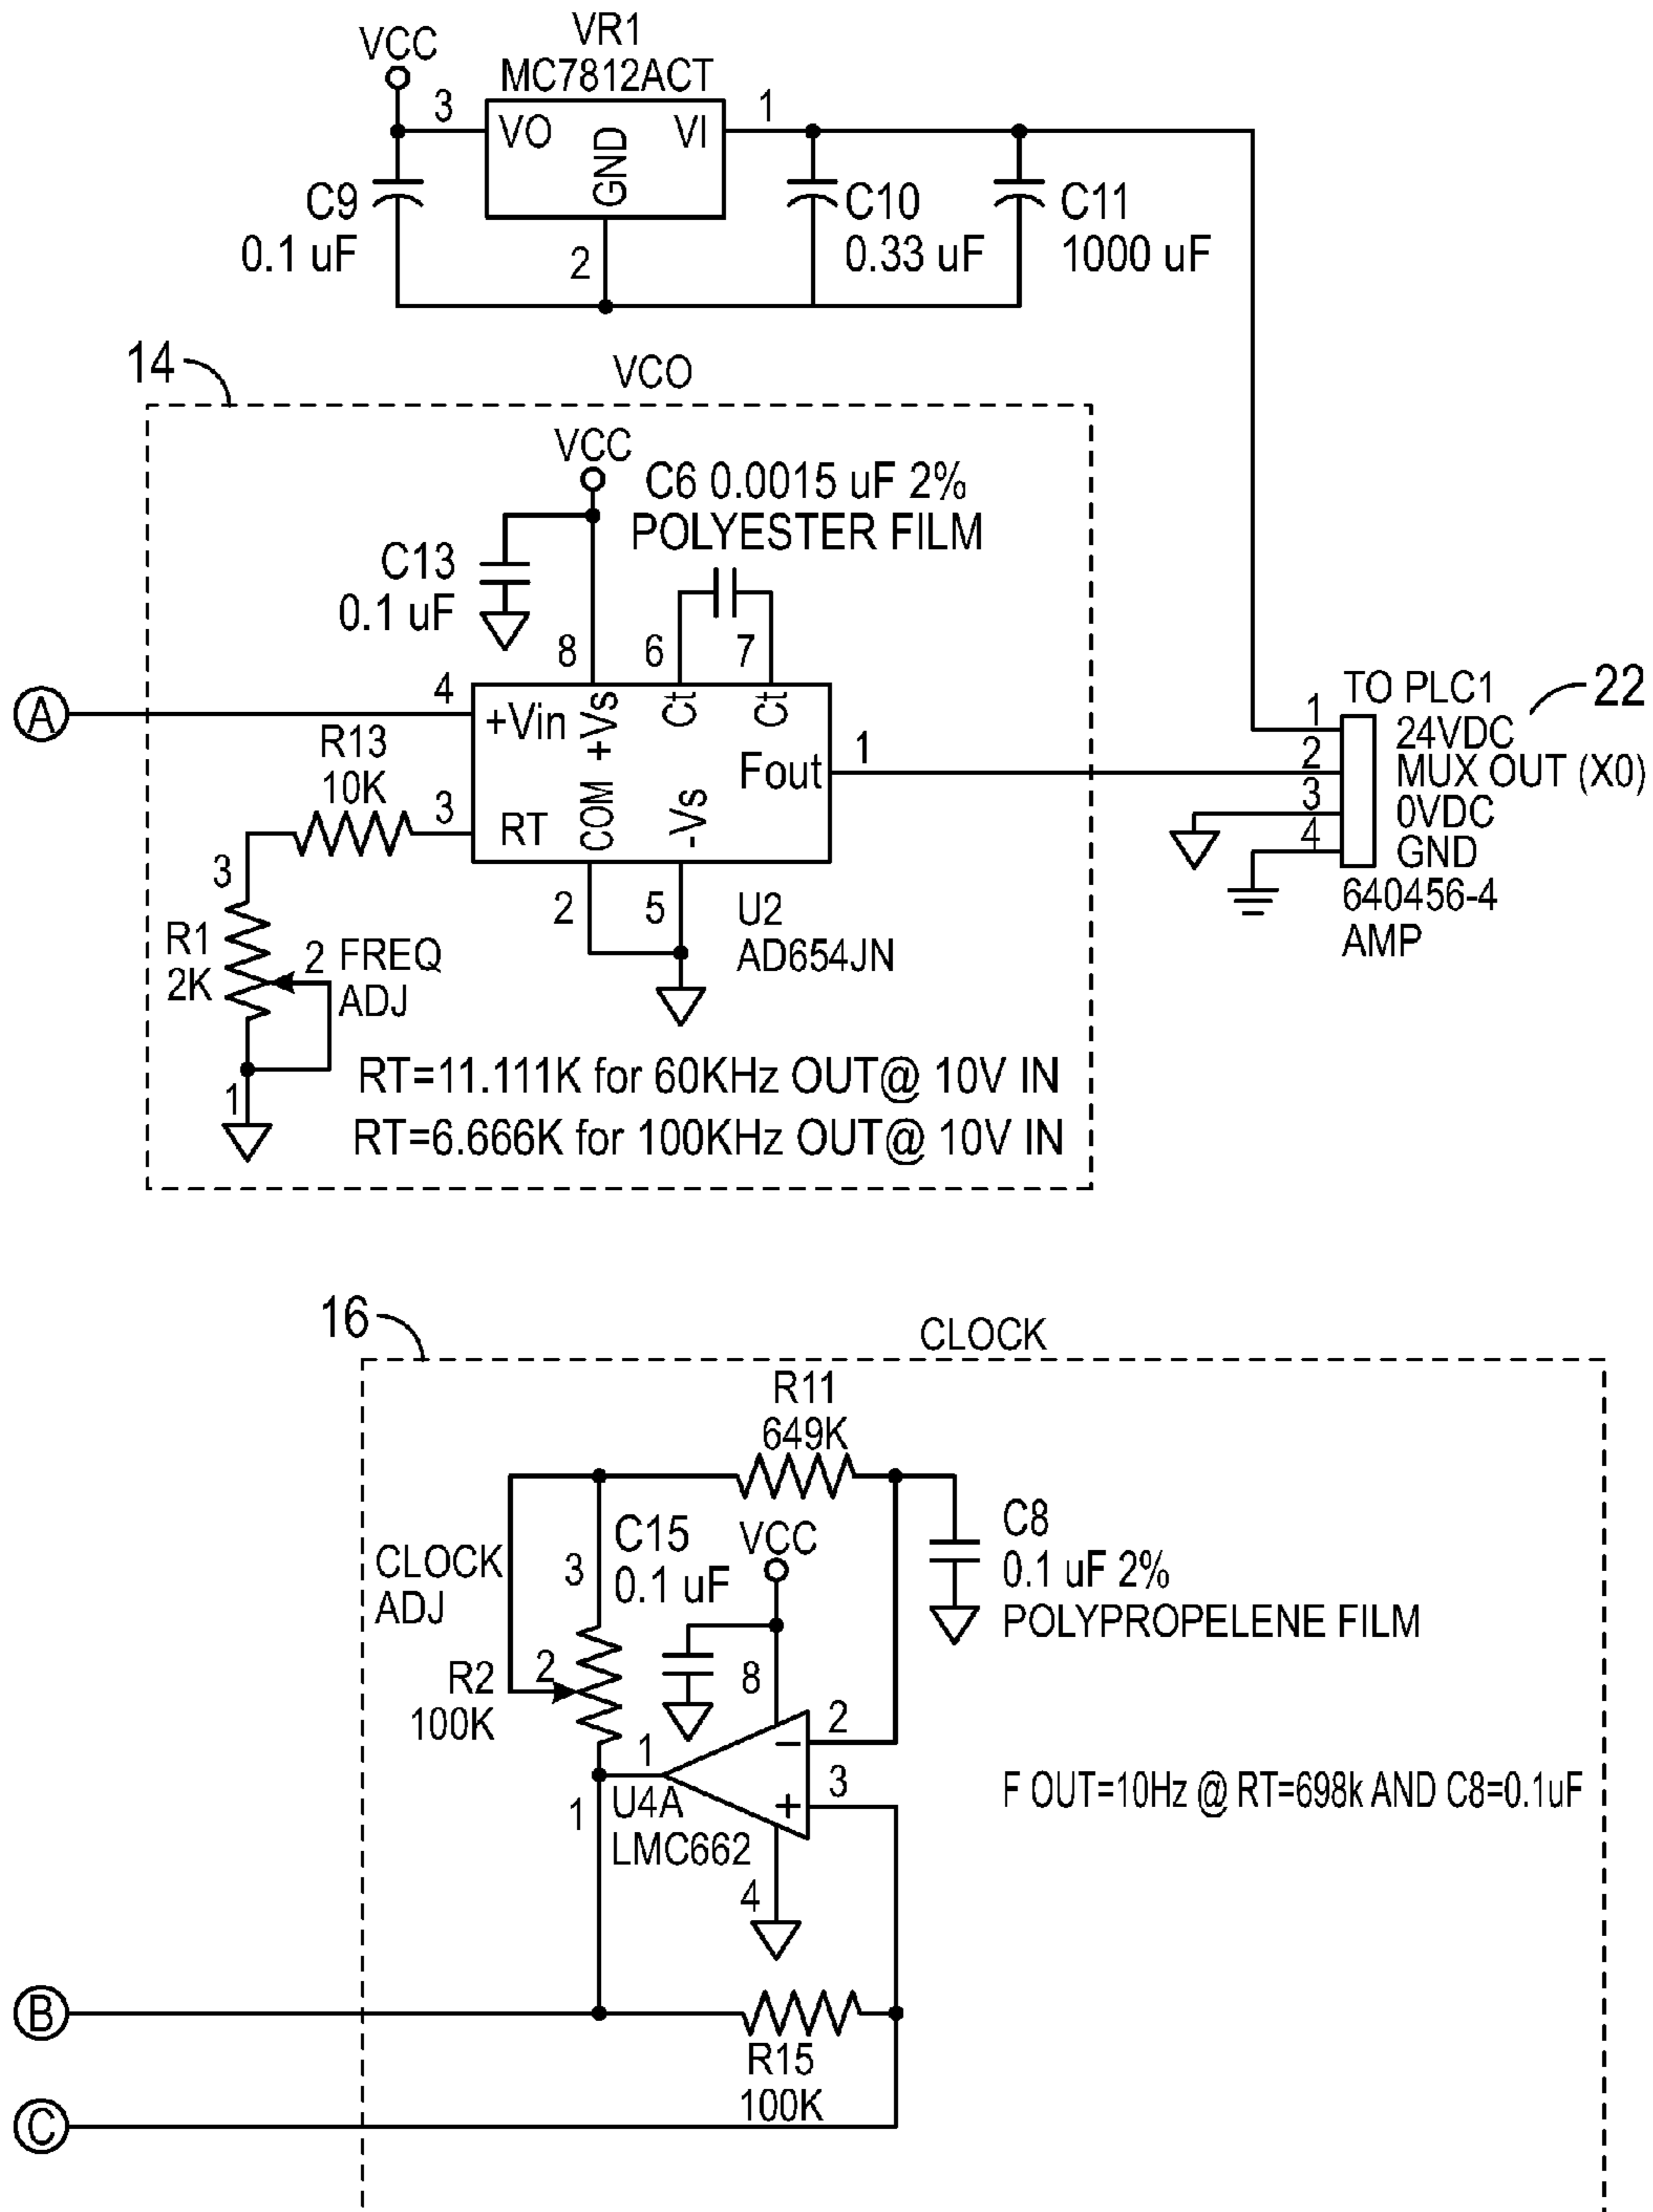 VCC
VR1
MC7812ACT
3
VO
GND
VI
1
C9
0.1 uF
2
C10
0.33 uF
C11
1000 uF
14
VCO
VCC
C6 0.0015 uF 2%
POLYESTER FILM
C13
0.1 uF
8
6
7
A
4
+Vin
+Vs
Ct
Ct
R13
10K
3
RT
COM
-Vs
Fout
1
TO PLC1
22
1
24VDC
2
MUX OUT (X0)
3
0VDC
4
GND
640456-4
AMP
3
R1
2K
2
FREQ
ADJ
1
2
5
U2
AD654JN
RT=11.111K for 60KHz OUT@ 10V IN
RT=6.666K for 100KHz OUT@ 10V IN
16
CLOCK
R11
649K
C15
0.1 uF
VCC
C8
0.1 uF 2%
POLYPROPELENE FILM
CLOCK
ADJ
3
R2
100K
2
8
1
2
3
1
U4A
LMC662
4
F OUT=10Hz @ RT=698k AND C8=0.1uF
B
R15
100K
C